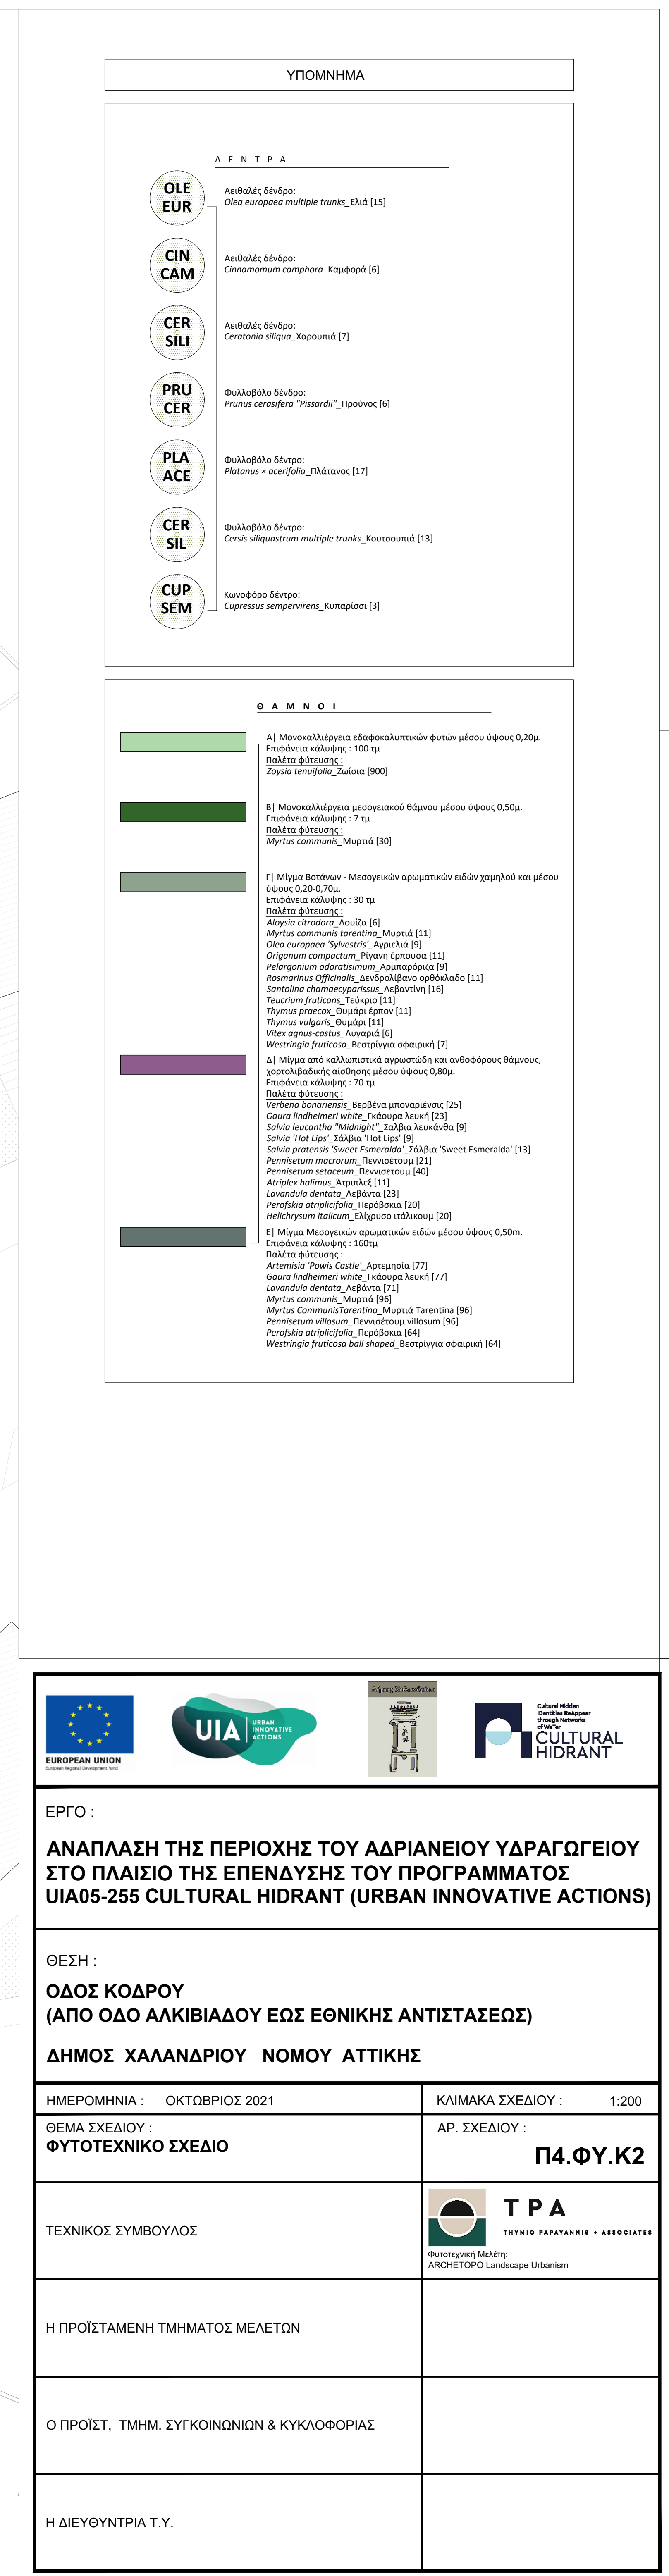 ΥΠΟΜΝΗΜΑ
Δ Ε Ν Τ Ρ Α
OLE
EUR
Αειθαλές δένδρο:
Olea europaea multiple trunks_Ελιά [15]
CIN
CAM
Αειθαλές δένδρο:
Cinnamomum camphora_Καμφορά [6]
CER
SILI
Αειθαλές δένδρο:
Ceratonia siliqua_Χαρουπιά [7]
PRU
CER
Φυλλοβόλο δένδρο:
Prunus cerasifera "Pissardii"_Προύνος [6]
PLA
ACE
Φυλλοβόλο δέντρο:
Platanus × acerifolia_Πλάτανος [17]
CER
SIL
Φυλλοβόλο δέντρο:
Cersis siliquastrum multiple trunks_Κουτσουπιά [13]
CUP
SEM
Κωνοφόρο δέντρο:
Cupressus sempervirens_Κυπαρίσσι [3]
Θ Α Μ Ν Ο Ι
Α| Μονοκαλλιέργεια εδαφοκαλυπτικών φυτών μέσου ύψους 0,20μ.
Επιφάνεια κάλυψης : 100 τμ
Παλέτα φύτευσης :
Zoysia tenuifolia_Ζωίσια [900]
Β| Μονοκαλλιέργεια μεσογειακού θάμνου μέσου ύψους 0,50μ.
Επιφάνεια κάλυψης : 7 τμ
Παλέτα φύτευσης :
Myrtus communis_Μυρτιά [30]
Γ| Μίγμα Βοτάνων - Μεσογεικών αρωματικών ειδών χαμηλού και μέσου
ύψους 0,20-0,70μ.
Επιφάνεια κάλυψης : 30 τμ
Παλέτα φύτευσης :
Aloysia citrodora_Λουίζα [6]
Myrtus communis tarentina_Μυρτιά [11]
Olea europaea 'Sylvestris'_Αγριελιά [9]
Origanum compactum_Ρίγανη έρπουσα [11]
Pelargonium odoratisimum_Αρμπαρόριζα [9]
Rosmarinus Officinalis_Δενδρολίβανο ορθόκλαδο [11]
Santolina chamaecyparissus_Λεβαντίνη [16]
Teucrium fruticans_Τεύκριο [11]
Thymus praecox_Θυμάρι έρπον [11]
Thymus vulgaris_Θυμάρι [11]
Vitex agnus-castus_Λυγαριά [6]
Westringia fruticosa_Βεστρίγγια σφαιρική [7]
Δ| Μίγμα από καλλωπιστικά αγρωστώδη και ανθοφόρους θάμνους,
χορτολιβαδικής αίσθησης μέσου ύψους 0,80μ.
Επιφάνεια κάλυψης : 70 τμ
Παλέτα φύτευσης :
Verbena bonariensis_Βερβένα μποναριένσις [25]
Gaura lindheimeri white_Γκάουρα λευκή [23]
Salvia leucantha "Midnight"_Σαλβια λευκάνθα [9]
Salvia 'Hot Lips'_Σάλβια 'Hot Lips' [9]
Salvia pratensis 'Sweet Esmeralda'_Σάλβια 'Sweet Esmeralda' [13]
Pennisetum macrorum_Πεννισέτουμ [21]
Pennisetum setaceum_Πεννισετουμ [40]
Atriplex halimus_Άτριπλεξ [11]
Lavandula dentata_Λεβάντα [23]
Perofskia atriplicifolia_Περόβσκια [20]
Helichrysum italicum_Ελίχρυσο ιτάλικουμ [20]
Ε| Μίγμα Μεσογεικών αρωματικών ειδών μέσου ύψους 0,50m.
Επιφάνεια κάλυψης : 160τμ
Παλέτα φύτευσης :
Artemisia 'Powis Castle'_Αρτεμησία [77]
Gaura lindheimeri white_Γκάουρα λευκή [77]
Lavandula dentata_Λεβάντα [71]
Myrtus communis_Μυρτιά [96]
Myrtus CommunisTarentina_Μυρτιά Tarentina [96]
Pennisetum villosum_Πεννισέτουμ villosum [96]
Perofskia atriplicifolia_Περόβσκια [64]
Westringia fruticosa ball shaped_Βεστρίγγια σφαιρική [64]
EUROPEAN UNION
European Regional Development Fund
UIA
URBAN
INNOVATIVE
ACTIONS
Δήμος Χαλανδρίου
Cultural Hidden
IDentities ReAppear
through Networks
of WaTer
CULTURAL
HIDRANT
ΕΡΓΟ :
ΑΝΑΠΛΑΣΗ ΤΗΣ ΠΕΡΙΟΧΗΣ ΤΟΥ ΑΔΡΙΑΝΕΙΟΥ ΥΔΡΑΓΩΓΕΙΟΥ
ΣΤΟ ΠΛΑΙΣΙΟ ΤΗΣ ΕΠΕΝΔΥΣΗΣ ΤΟΥ ΠΡΟΓΡΑΜΜΑΤΟΣ
UIA05-255 CULTURAL HIDRANT (URBAN INNOVATIVE ACTIONS)
ΘΕΣΗ :
ΟΔΟΣ ΚΟΔΡΟΥ
(ΑΠΟ ΟΔΟ ΑΛΚΙΒΙΑΔΟΥ ΕΩΣ ΕΘΝΙΚΗΣ ΑΝΤΙΣΤΑΣΕΩΣ)
ΔΗΜΟΣ ΧΑΛΑΝΔΡΙΟΥ ΝΟΜΟΥ ΑΤΤΙΚΗΣ
ΗΜΕΡΟΜΗΝΙΑ : ΟΚΤΩΒΡΙΟΣ 2021
ΚΛΙΜΑΚΑ ΣΧΕΔΙΟΥ : 1:200
ΘΕΜΑ ΣΧΕΔΙΟΥ :
ΦΥΤΟΤΕΧΝΙΚΟ ΣΧΕΔΙΟ
ΑΡ. ΣΧΕΔΙΟΥ :
Π4.ΦΥ.Κ2
ΤΕΧΝΙΚΟΣ ΣΥΜΒΟΥΛΟΣ
TPA
THYMIO PAPAYANNIS + ASSOCIATES
Φυτοτεχνική Μελέτη:
ARCHETOPO Landscape Urbanism
Η ΠΡΟΪΣΤΑΜΕΝΗ ΤΜΗΜΑΤΟΣ ΜΕΛΕΤΩΝ
Ο ΠΡΟΪΣΤ, ΤΜΗΜ. ΣΥΓΚΟΙΝΩΝΙΩΝ & ΚΥΚΛΟΦΟΡΙΑΣ
Η ΔΙΕΥΘΥΝΤΡΙΑ Τ.Υ.